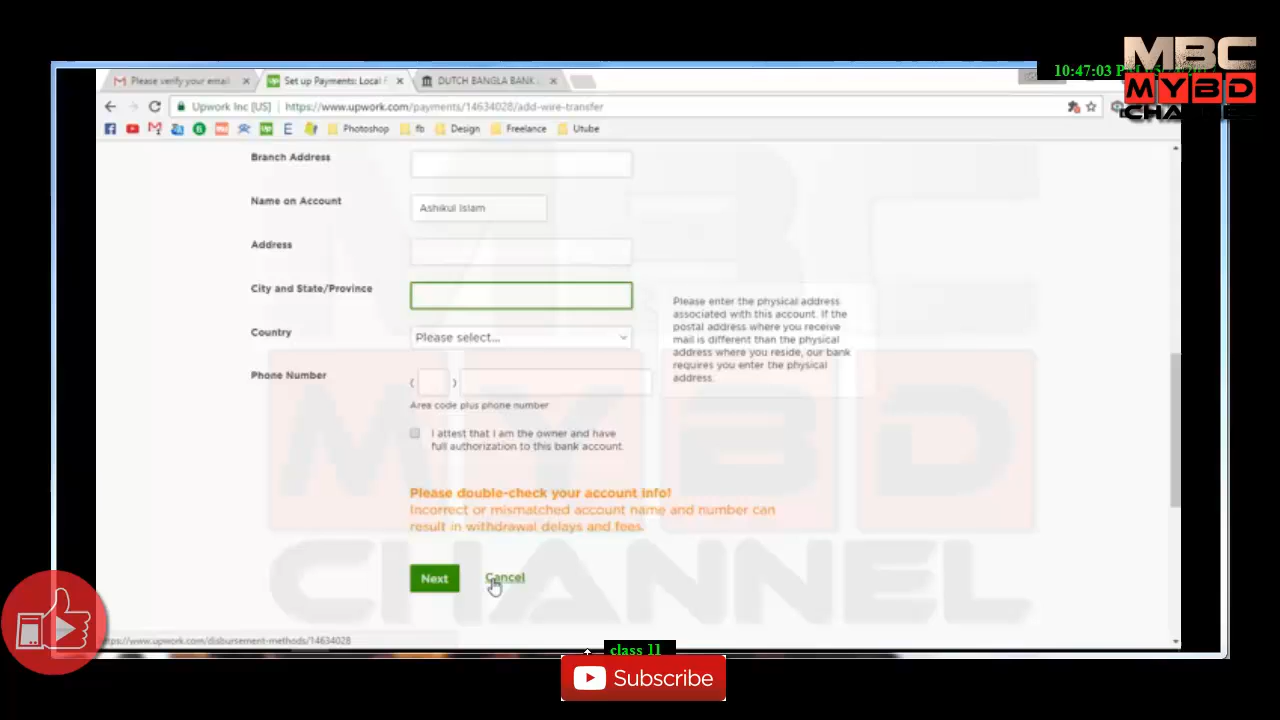 MBC
10:47:03 P
MYBD
CHANNEL
Please verify your email
Set up Payments: Local
DUTCH BANGLA BANK
Upwork Inc [US]
https://www.upwork.com/payments/14634028/add-wire-transfer
Photoshop
fb
Design
Freelance
Utube
Branch Address
Name on Account
Ashikul Islam
Address
City and State/Province
Country
Please select...
Please enter the physical address
associated with this account. If the
postal address where you receive
mail is different than the physical
address where you reside, our bank
requires you enter the physical
address.
Phone Number
( )
Area code plus phone number
I attest that I am the owner and have
full authorization to this bank account.
Please double-check your account info!
Incorrect or mismatched account name and number can
result in withdrawal delays and fees.
Next
Cancel
MYBD
CHANNEL
ttps://www.upwork.com/disbursement-methods/14634028
class 11
Subscribe